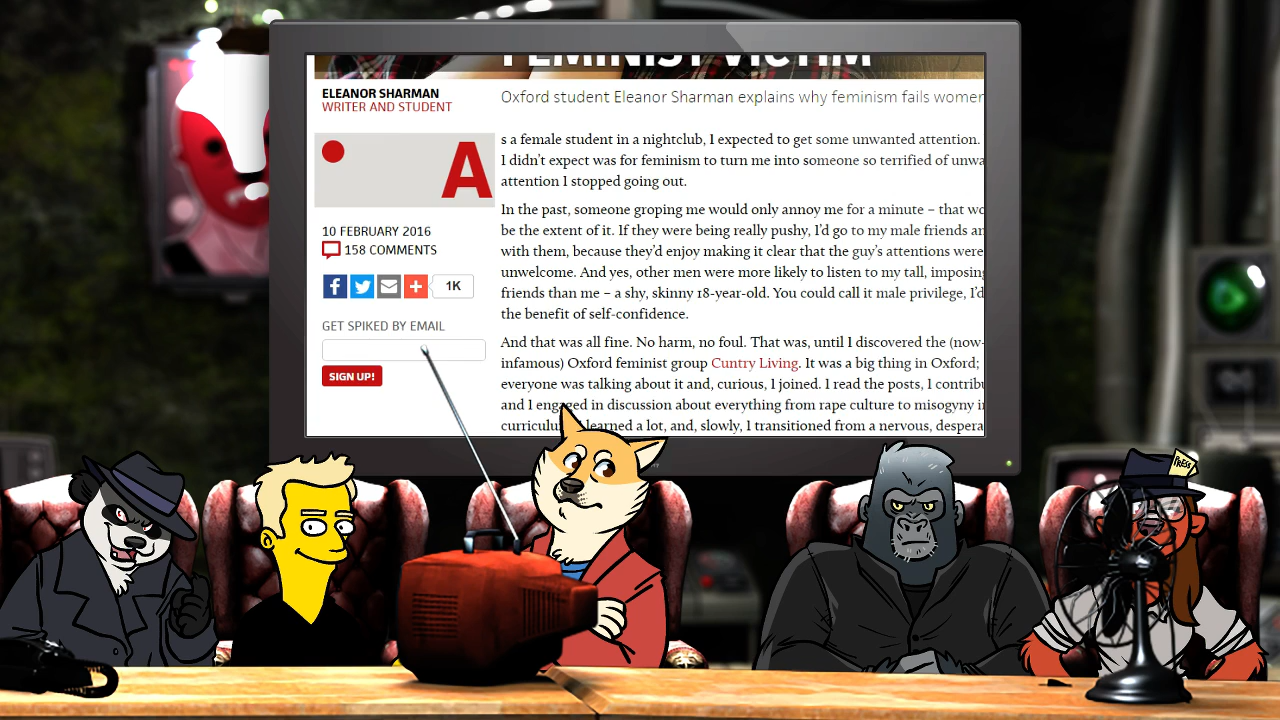 FEMINIST VICTIM
ELEANOR SHARMAN
WRITER AND STUDENT
A
10 FEBRUARY 2016
158 COMMENTS
1K
GET SPIKED BY EMAIL
SIGN UP!
Oxford student Eleanor Sharman explains why feminism fails women
s a female student in a nightclub, I expected to get some unwanted attention.
I didn't expect was for feminism to turn me into someone so terrified of unwa
attention I stopped going out.
In the past, someone groping me would only annoy me for a minute – that wo
be the extent of it. If they were being really pushy, I'd go to my male friends an
with them, because they'd enjoy making it clear that the guy's attentions were
unwelcome. And yes, other men were more likely to listen to my tall, imposing
friends than me – a shy, skinny 18-year-old. You could call it male privilege, I'd
the benefit of self-confidence.
And that was all fine. No harm, no foul. That was, until I discovered the (now-
infamous) Oxford feminist group Cuntry Living. It was a big thing in Oxford;
everyone was talking about it and, curious, I joined. I read the posts, I contribu
and I engaged in discussion about everything from rape culture to misogyny i
curriculu learned a lot, and, slowly, I transitioned from a nervous, despera
PRESS